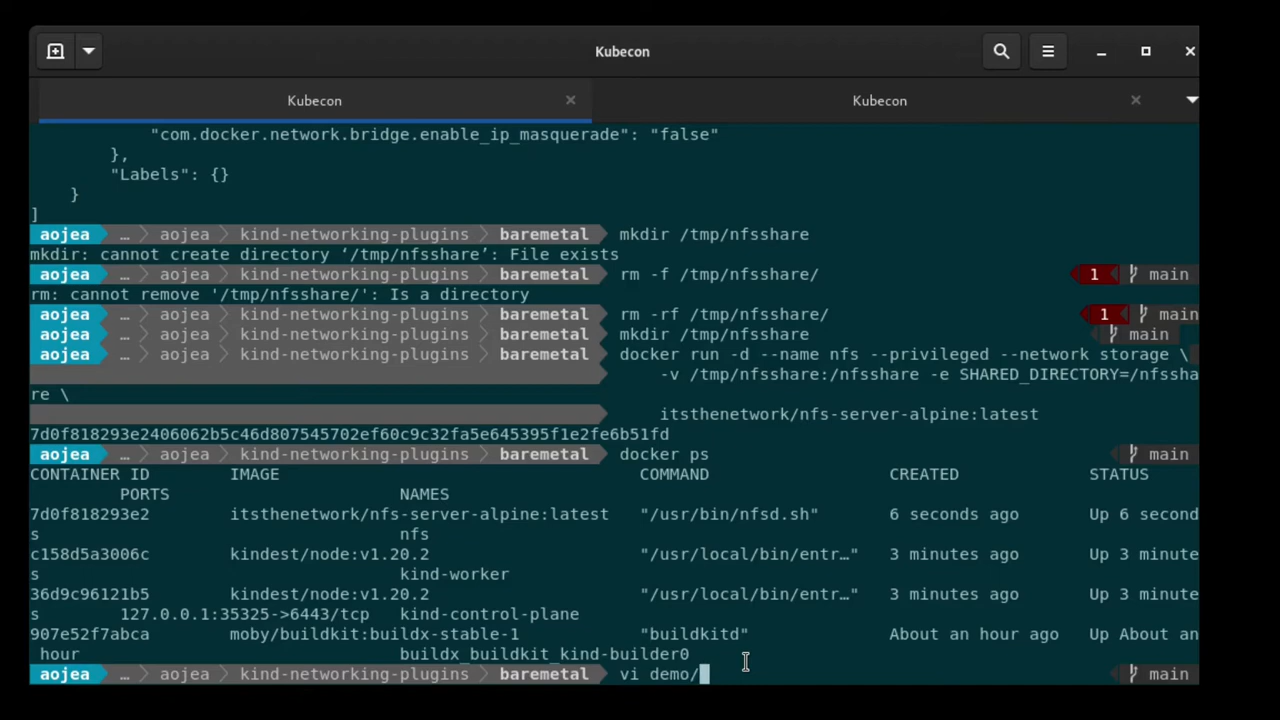 Kubecon
Kubecon Kubecon
"com.docker.network.bridge.enable_ip_masquerade": "false"
},
"Labels": {}
}
]
aojea … aojea kind-networking-plugins baremetal mkdir /tmp/nfsshare
mkdir: cannot create directory ‘/tmp/nfsshare’: File exists
aojea … aojea kind-networking-plugins baremetal rm -f /tmp/nfsshare/ 1 main
rm: cannot remove '/tmp/nfsshare/': Is a directory
aojea … aojea kind-networking-plugins baremetal rm -rf /tmp/nfsshare/ 1 main
aojea … aojea kind-networking-plugins baremetal mkdir /tmp/nfsshare main
aojea … aojea kind-networking-plugins baremetal docker run -d --name nfs --privileged --network storage \
-v /tmp/nfsshare:/nfsshare -e SHARED_DIRECTORY=/nfssha
re \
itsthenetwork/nfs-server-alpine:latest
7d0f818293e2406062b5c46d807545702ef60c9c32fa5e645395f1e2fe6b51fd
aojea … aojea kind-networking-plugins baremetal docker ps main
CONTAINER ID IMAGE COMMAND CREATED STATUS
PORTS NAMES
7d0f818293e2 itsthenetwork/nfs-server-alpine:latest "/usr/bin/nfsd.sh" 6 seconds ago Up 6 second
s nfs
c158d5a3006c kindest/node:v1.20.2 "/usr/local/bin/entr…" 3 minutes ago Up 3 minute
s kind-worker
36d9c96121b5 kindest/node:v1.20.2 "/usr/local/bin/entr…" 3 minutes ago Up 3 minute
s 127.0.0.1:35325->6443/tcp kind-control-plane
907e52f7abca moby/buildkit:buildx-stable-1 "buildkitd" About an hour ago Up About an
hour buildx_buildkit_kind-builder0
aojea … aojea kind-networking-plugins baremetal vi demo/ main